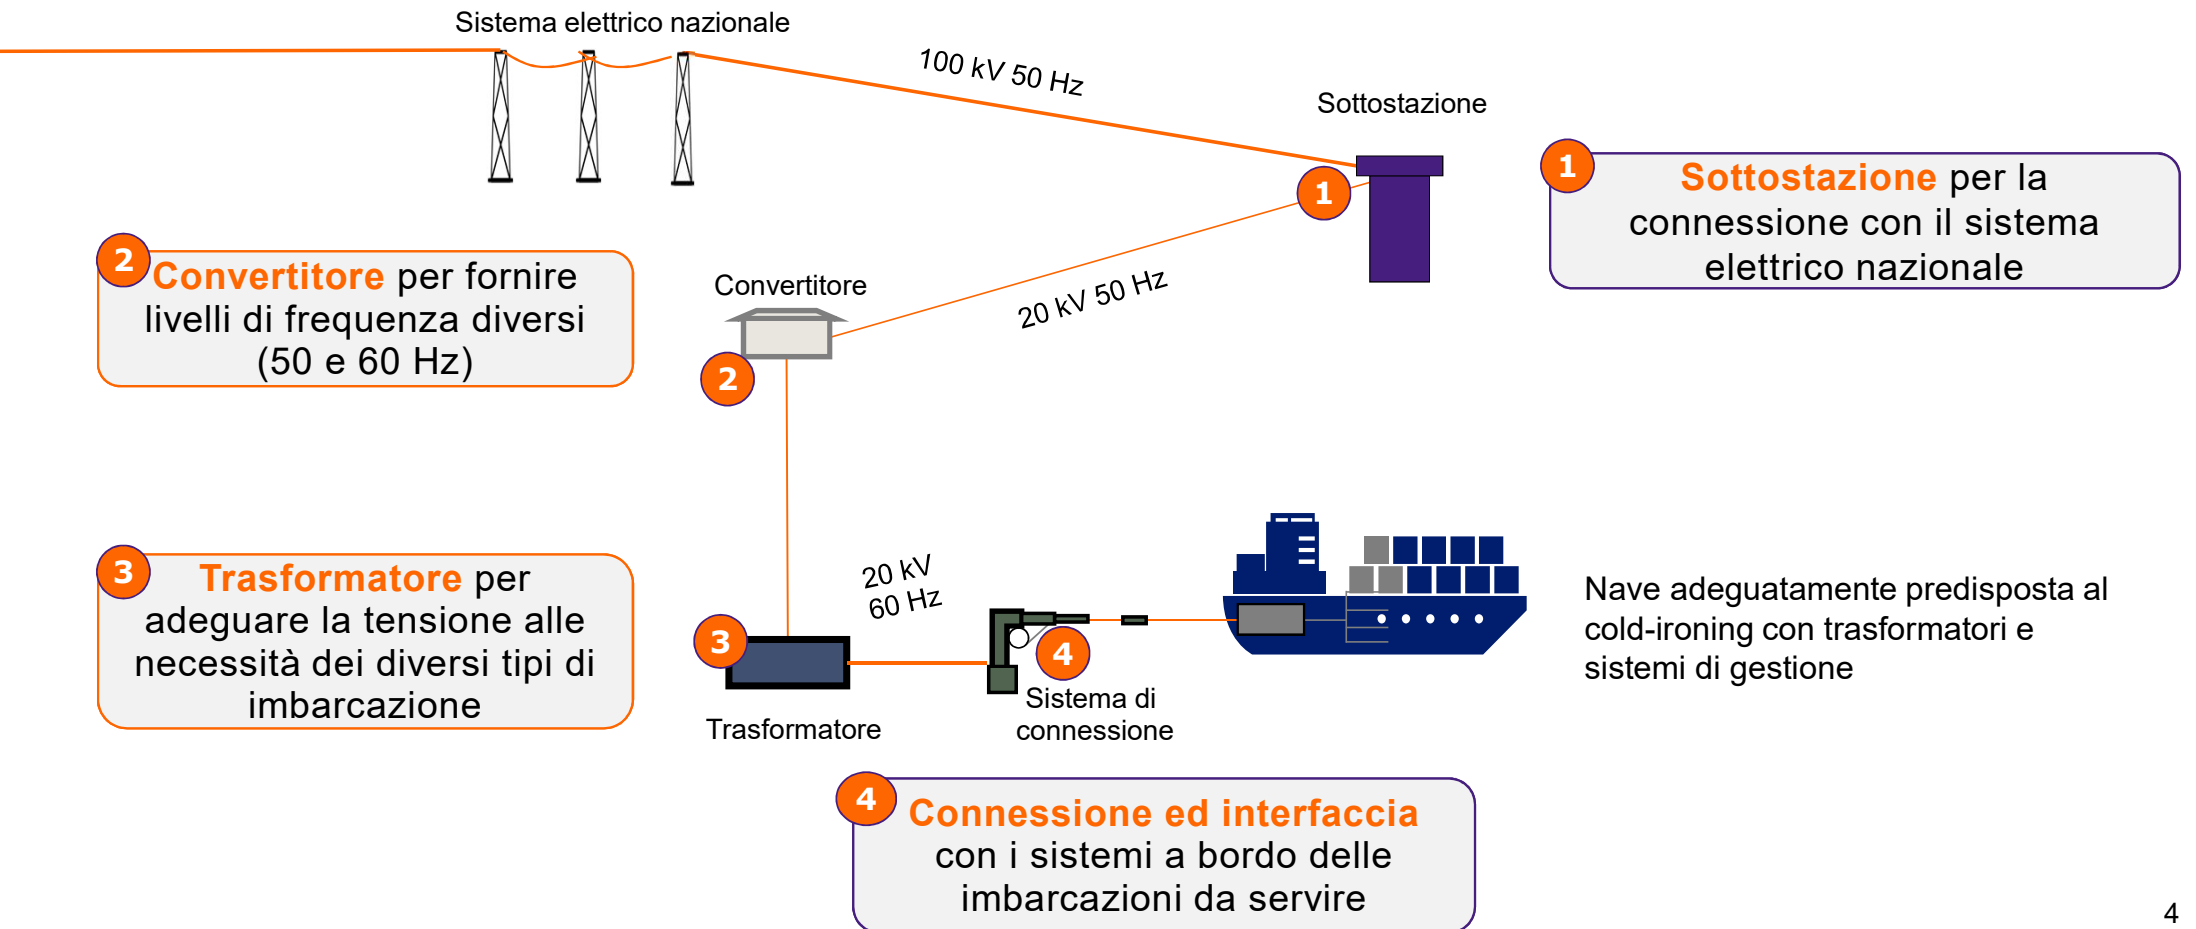 Sistema elettrico nazionale
100 kV 50 Hz
Sottostazione
1
1
Sottostazione per la
connessione con il sistema
elettrico nazionale
2
Convertitore per fornire
livelli di frequenza diversi
(50 e 60 Hz)
Convertitore
20 kV 50 Hz
2
3
Trasformatore per
adeguare la tensione alle
necessità dei diversi tipi di
imbarcazione
20 kV
60 Hz
3
4
Trasformatore
Sistema di
connessione
Nave adeguatamente predisposta al
cold-ironing con trasformatori e
sistemi di gestione
4
Connessione ed interfaccia
con i sistemi a bordo delle
imbarcazioni da servire
4